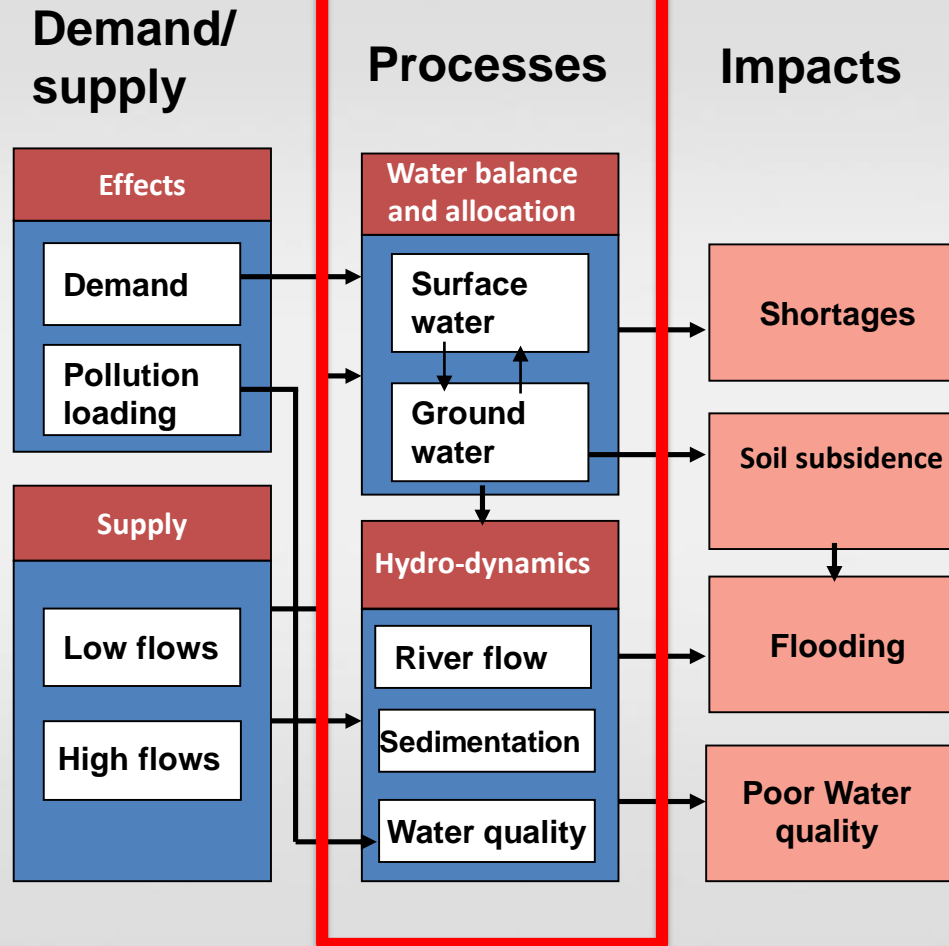 Demand/
supply
Effects
Demand
Pollution
loading
Supply
Low flows
High flows
Processes
Water balance
and allocation
Surface
water
Ground
water
Hydro-dynamics
River flow
Sedimentation
Water quality
Impacts
Shortages
Soil subsidence
Flooding
Poor Water
quality